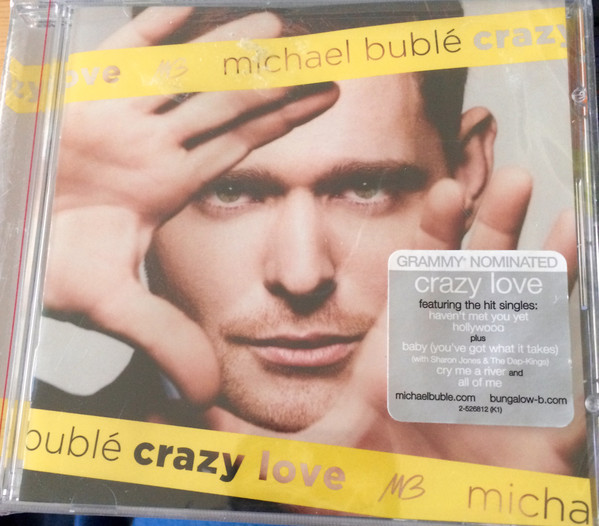 zy love MB michael bublé crazy
GRAMMY® NOMINATED
crazy love
featuring the hit singles:
haven't met you yet
hollywood
plus
baby (you've got what it takes)
(with Sharon Jones & The Dap-Kings)
cry me a river and
all of me
michaelbuble.com bungalow-b.com
2-526812 (K1)
bublé crazy love MB micha